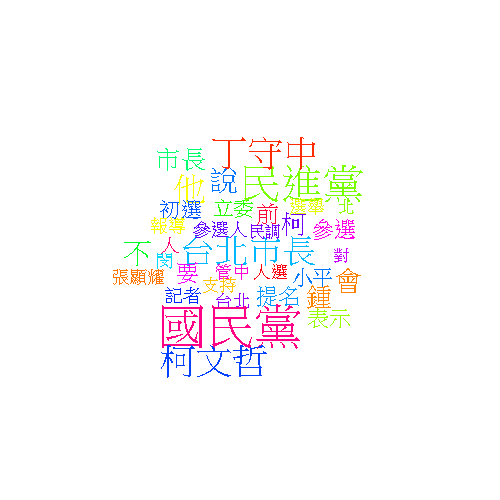 丁守中
市長
說
民進黨
他
選舉
北
初選
立委
前
柯
報導
參選人
民調
參選
不
人
台北市長
對
閔
張顯耀
要
管中
人選
小平
會
支持
記者
台北
提名
鍾
國民黨
表示
柯文哲